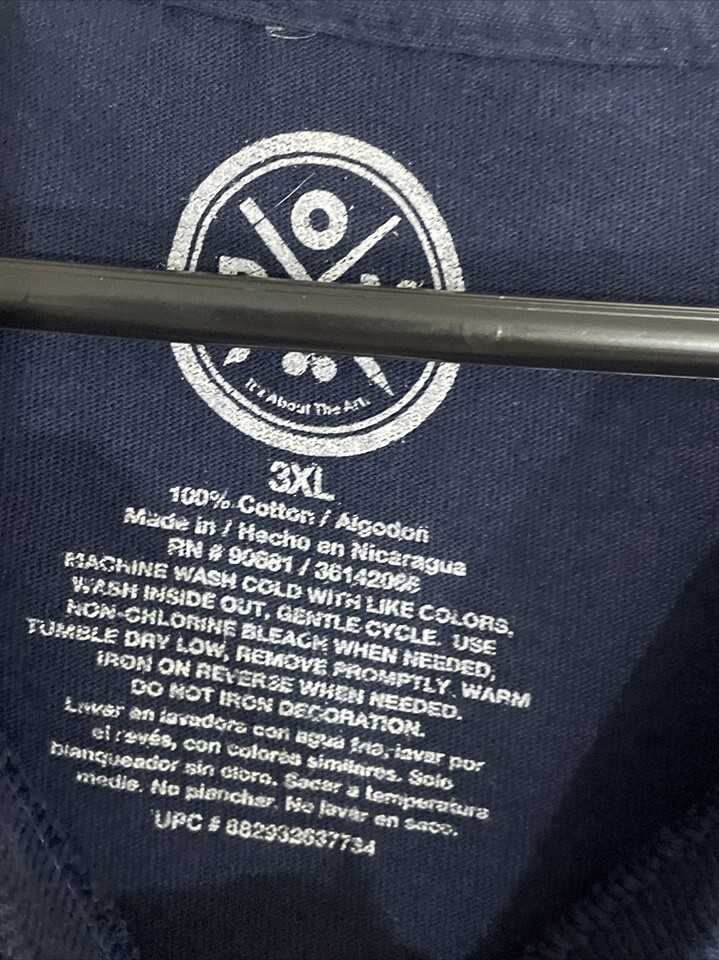 It's About The Art.
3XL
100% Cotton / Algodón
Made in / Hecho en Nicaragua
RN # 90681 / 36142066
MACHINE WASH COLD WITH LIKE COLORS.
WASH INSIDE OUT, GENTLE CYCLE. USE
NON-CHLORINE BLEACH WHEN NEEDED,
TUMBLE DRY LOW, REMOVE PROMPTLY. WARM
IRON ON REVERSE WHEN NEEDED.
DO NOT IRON DECORATION.
Lavar en lavadora con agua fria, lavar por
el revés, con colores similares. Solo
blanqueador sin cloro. Secar a temperatura
media. No planchar. No lavar en seco.
UPC # 882932637734